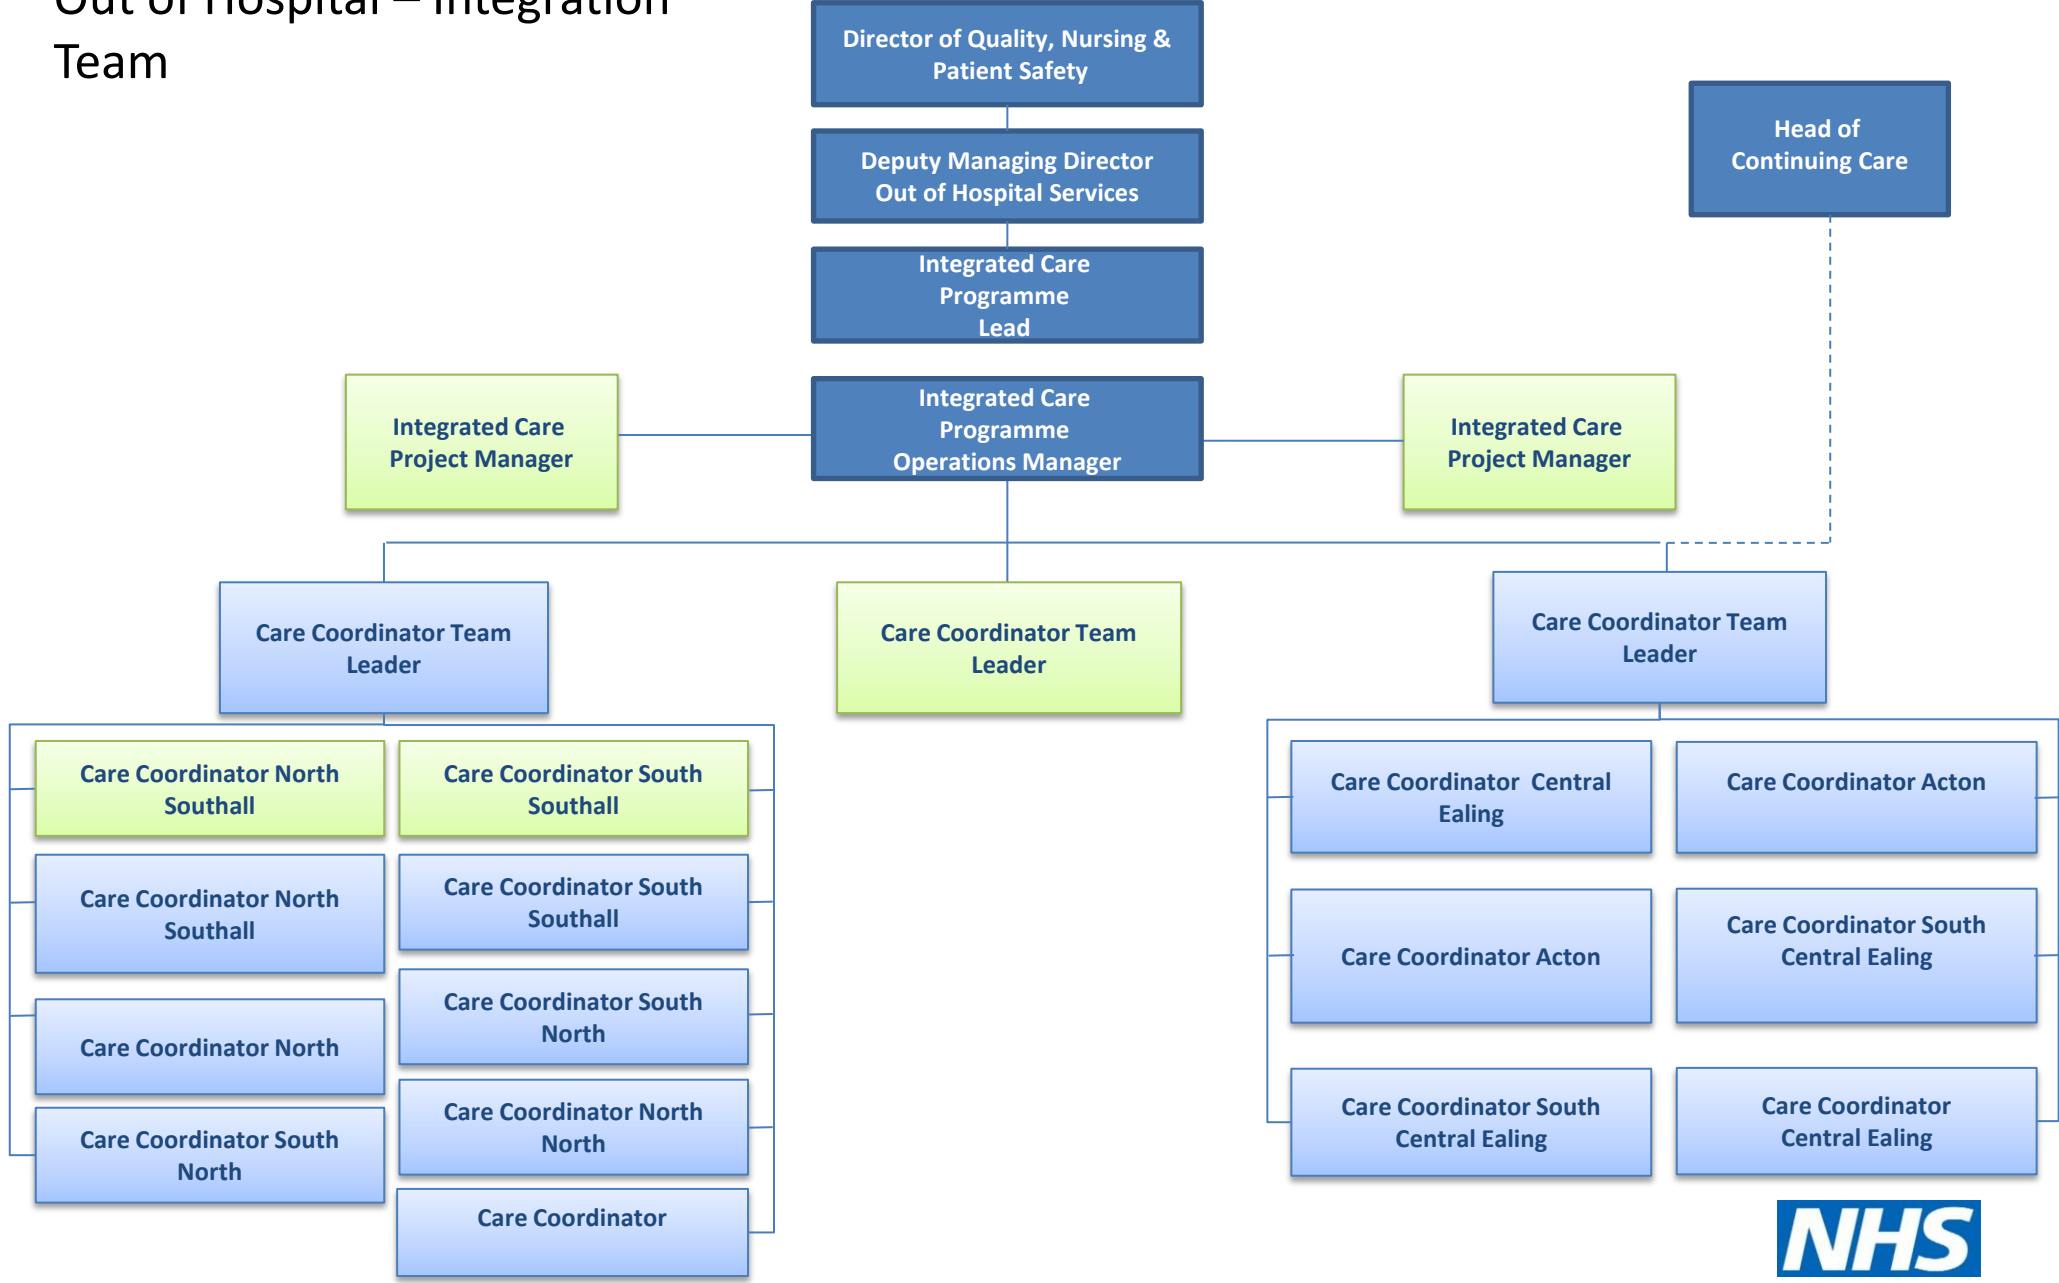 Out of Hospital – Integration
Team
Director of Quality, Nursing &
Patient Safety
Head of
Continuing Care
Deputy Managing Director
Out of Hospital Services
Integrated Care
Programme
Lead
Integrated Care
Project Manager
Integrated Care
Programme
Operations Manager
Integrated Care
Project Manager
Care Coordinator Team
Leader
Care Coordinator Team
Leader
Care Coordinator Team
Leader
Care Coordinator North
Southall
Care Coordinator South
Southall
Care Coordinator North
Southall
Care Coordinator South
Southall
Care Coordinator North
Care Coordinator South
North
Care Coordinator South
North
Care Coordinator North
North
Care Coordinator
Care Coordinator Central
Ealing
Care Coordinator Acton
Care Coordinator Acton
Care Coordinator South
Central Ealing
Care Coordinator South
Central Ealing
Care Coordinator
Central Ealing
NHS